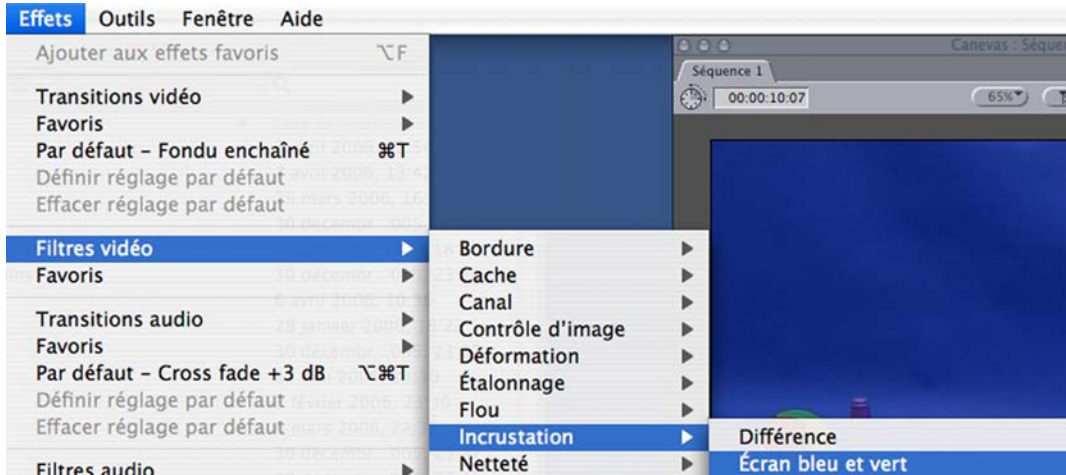 Effets Outils Fenêtre Aide
Ajouter aux effets favoris ⌥F
Transitions vidéo
Favoris
Par défaut – Fondu enchaîné ⌘T
Définir réglage par défaut
Effacer réglage par défaut
Filtres vidéo
Favoris
Transitions audio
Favoris
Par défaut – Cross fade +3 dB ⌥⌘T
Définir réglage par défaut
Effacer réglage par défaut
Filtres audio
Bordure
Cache
Canal
Contrôle d'image
Déformation
Étalonnage
Flou
Incrustation
Netteté
Différence
Écran bleu et vert
Canevas : Séque
Séquence 1
00:00:10:07
65%